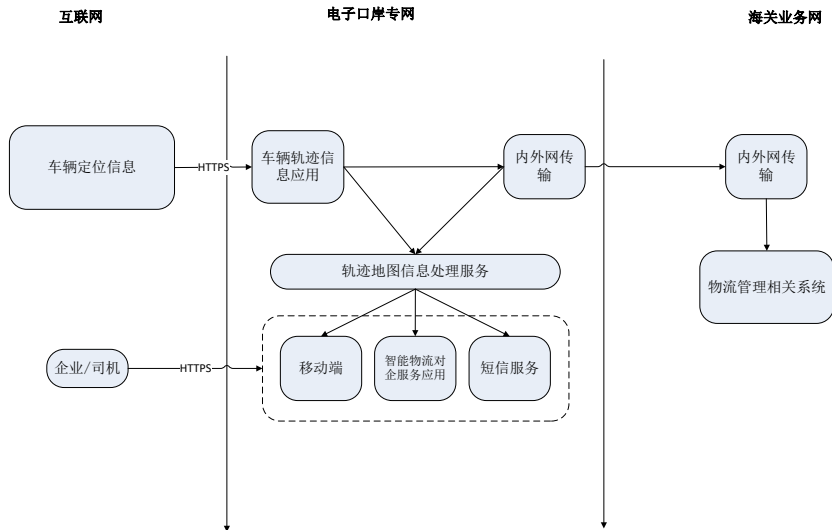 互联网
电子口岸专网
海关业务网
车辆定位信息
HTTPS
车辆轨迹信
息应用
内外网传
输
内外网传
输
轨迹地图信息处理服务
物流管理相关系统
企业/司机
HTTPS
移动端
智能物流对
企服务应用
短信服务